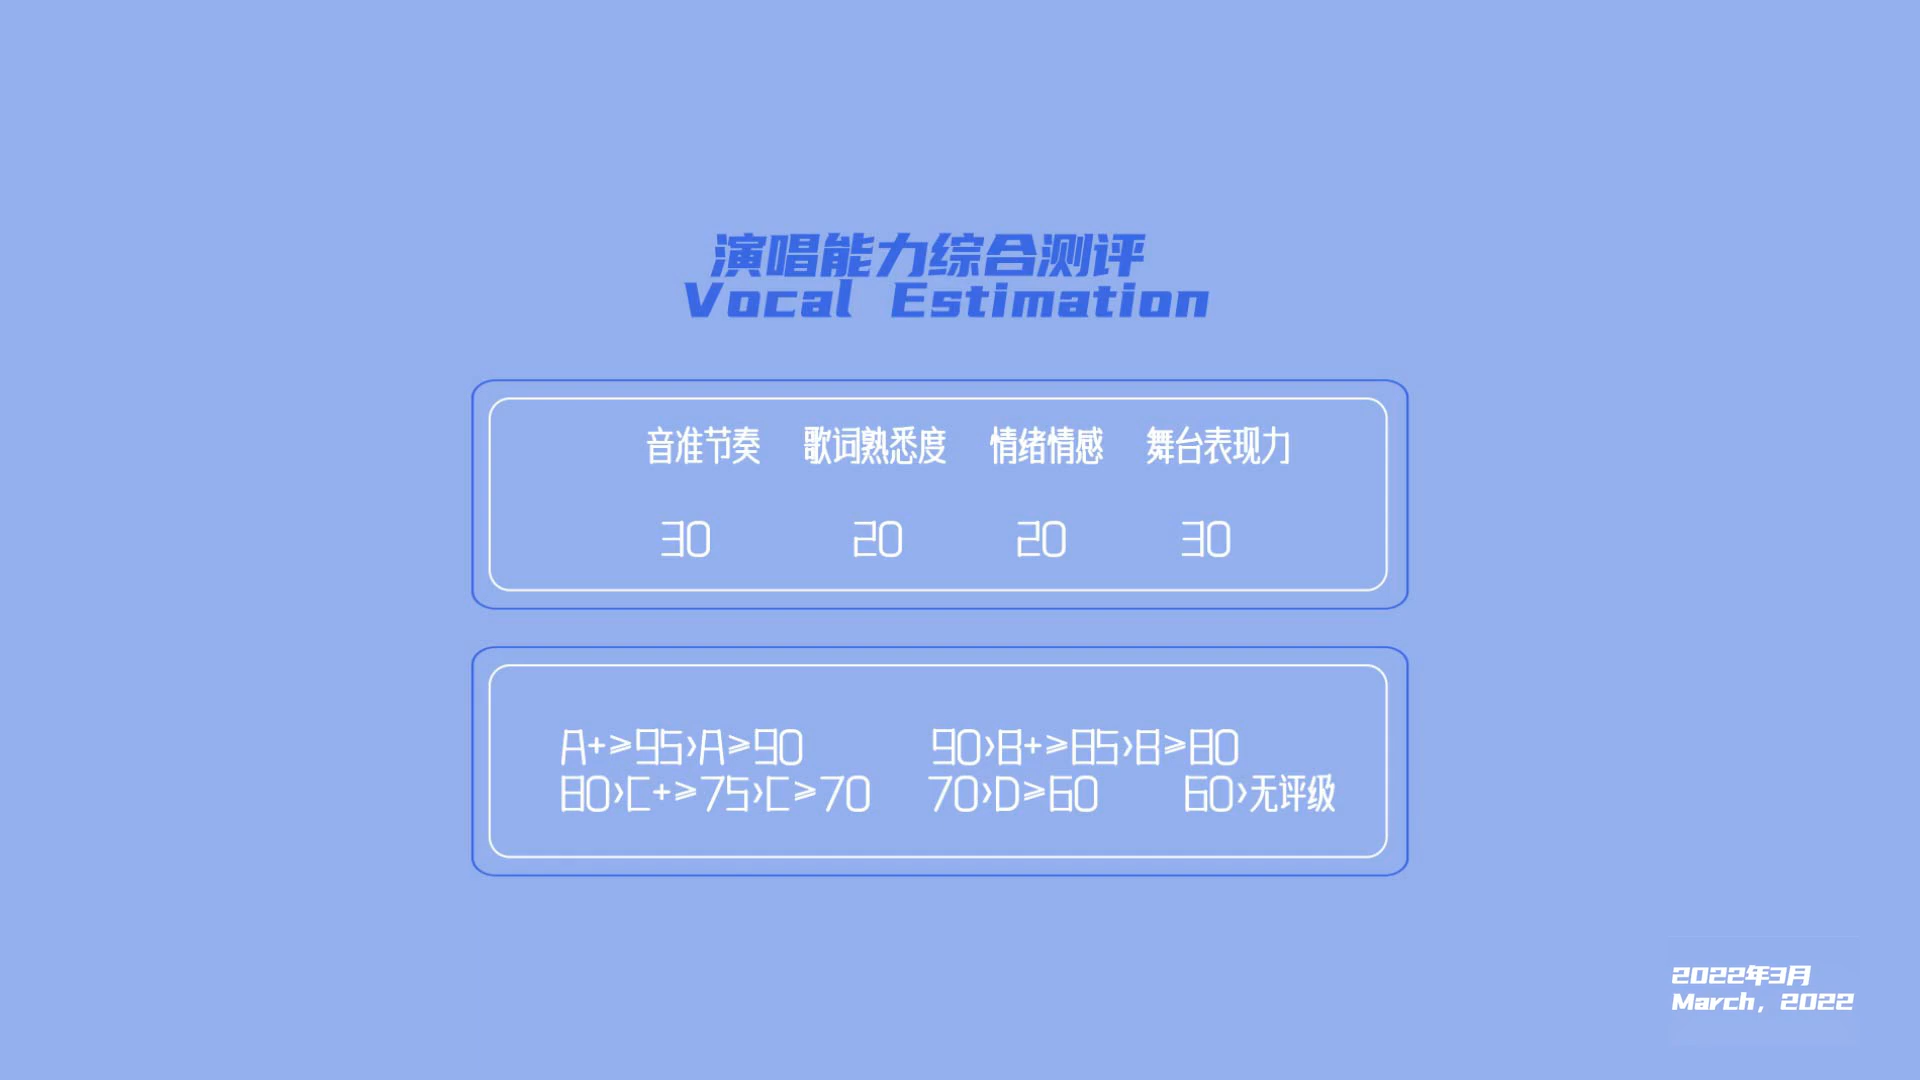 演唱能力综合测评
Vocal Estimation
音准节奏 歌词熟悉度 情绪情感 舞台表现力
30 20 20 30
A+≥95>A≥90 90>B+≥85>B≥80
80>C+≥75>C≥70 70>D≥60 60>无评级
2022年3月
March, 2022